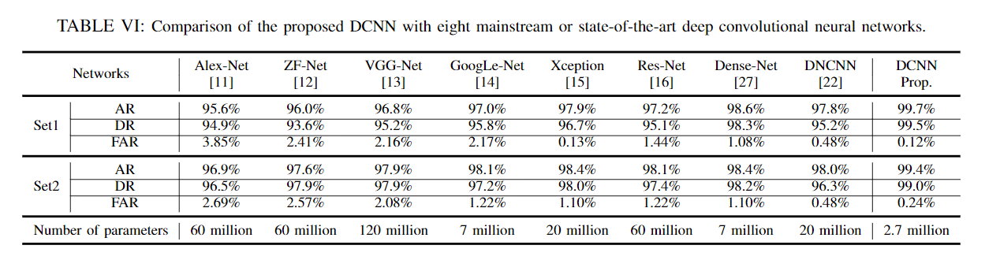 TABLE VI: Comparison of the proposed DCNN with eight mainstream or state-of-the-art deep convolutional neural networks.
Networks Alex-Net [11] ZF-Net [12] VGG-Net [13] GoogLe-Net [14] Xception [15] Res-Net [16] Dense-Net [27] DNCNN [22] DCNN Prop.
Set1 AR 95.6% 96.0% 96.8% 97.0% 97.9% 97.2% 98.6% 97.8% 99.7%
DR 94.9% 93.6% 95.2% 95.8% 96.7% 95.1% 98.3% 95.2% 99.5%
FAR 3.85% 2.41% 2.16% 2.17% 0.13% 1.44% 1.08% 0.48% 0.12%
Set2 AR 96.9% 97.6% 97.9% 98.1% 98.4% 98.1% 98.4% 98.0% 99.4%
DR 96.5% 97.9% 97.9% 97.2% 98.0% 97.4% 98.2% 96.3% 99.0%
FAR 2.69% 2.57% 2.08% 1.22% 1.10% 1.22% 1.10% 0.48% 0.24%
Number of parameters 60 million 60 million 120 million 7 million 20 million 60 million 7 million 20 million 2.7 million